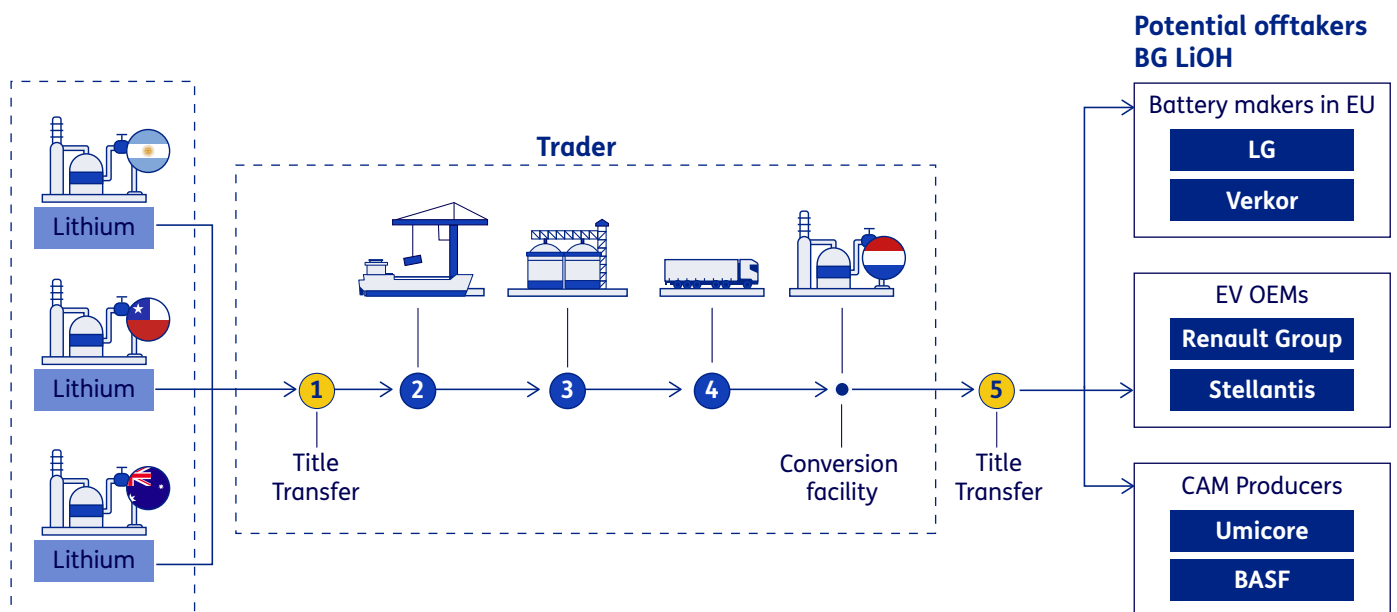 Potential offtakers
BG LiOH
Lithium
Lithium
Lithium
Trader
1
2
3
4
5
Title
Transfer
Conversion
facility
Title
Transfer
Battery makers in EU
LG
Verkor
EV OEMs
Renault Group
Stellantis
CAM Producers
Umicore
BASF